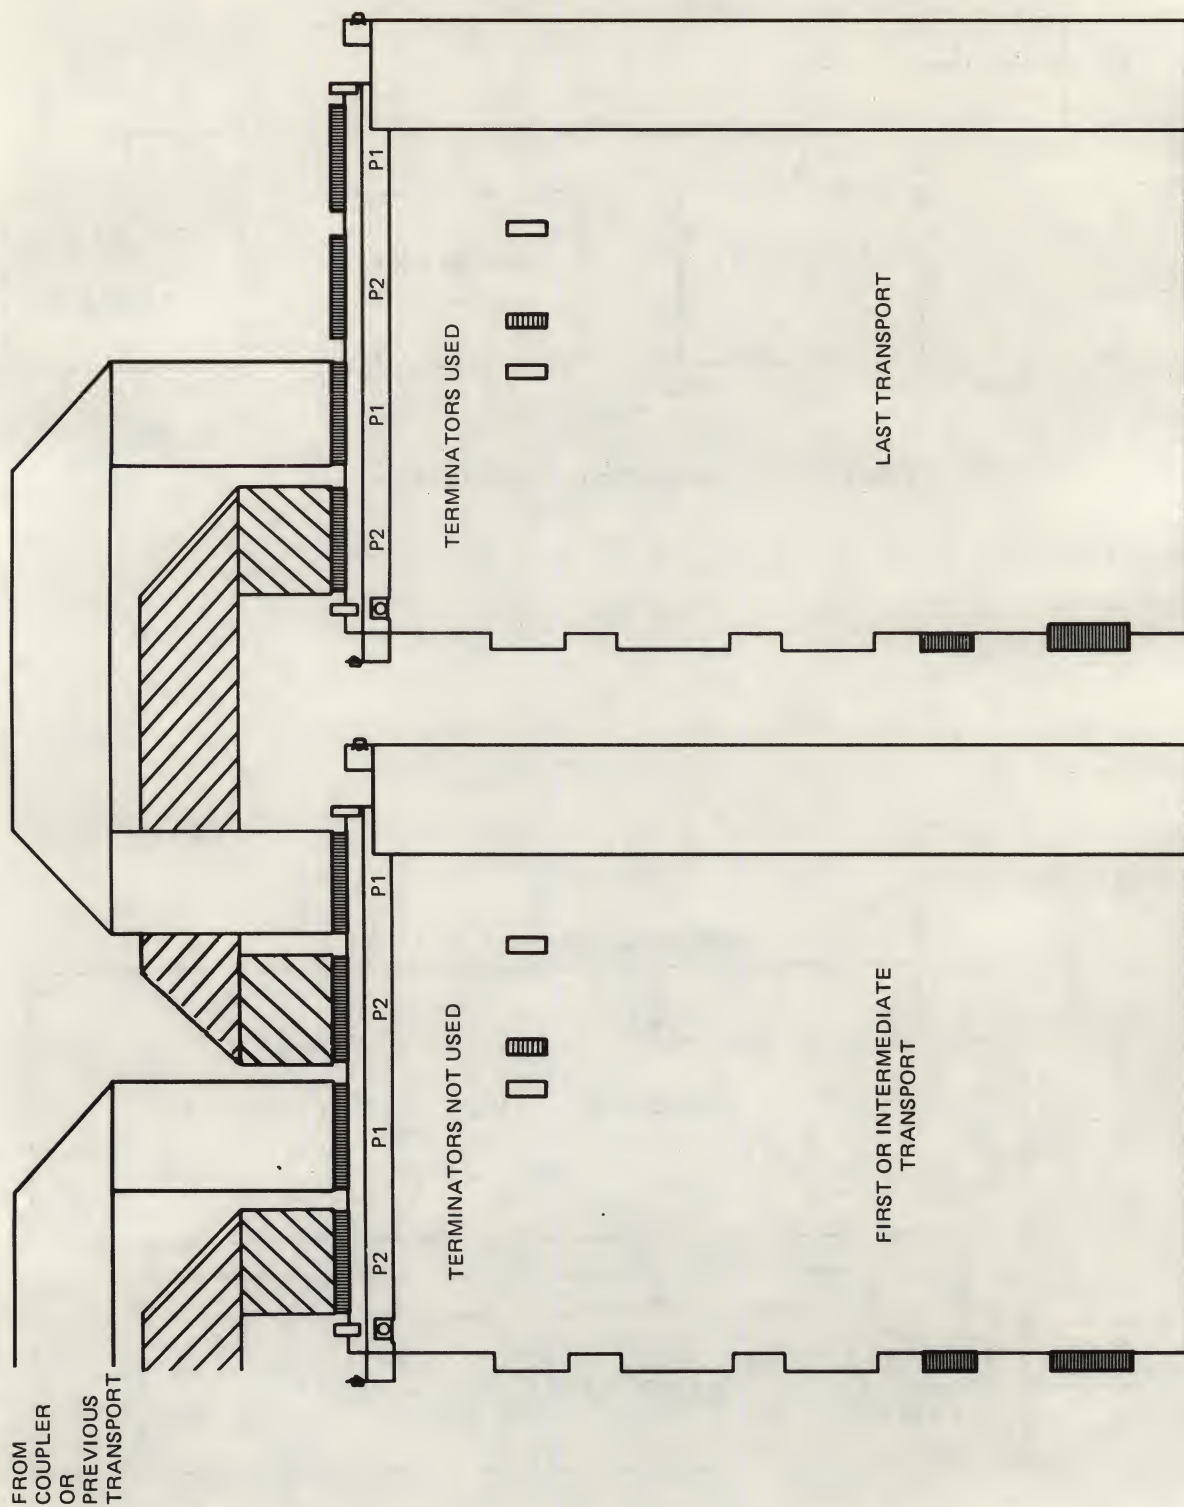 FROM
COUPLER
OR
PREVIOUS
TRANSPORT
P2
P1
P2
P1
TERMINATORS NOT USED
FIRST OR INTERMEDIATE
TRANSPORT
P2
P1
P2
P1
TERMINATORS USED
LAST TRANSPORT